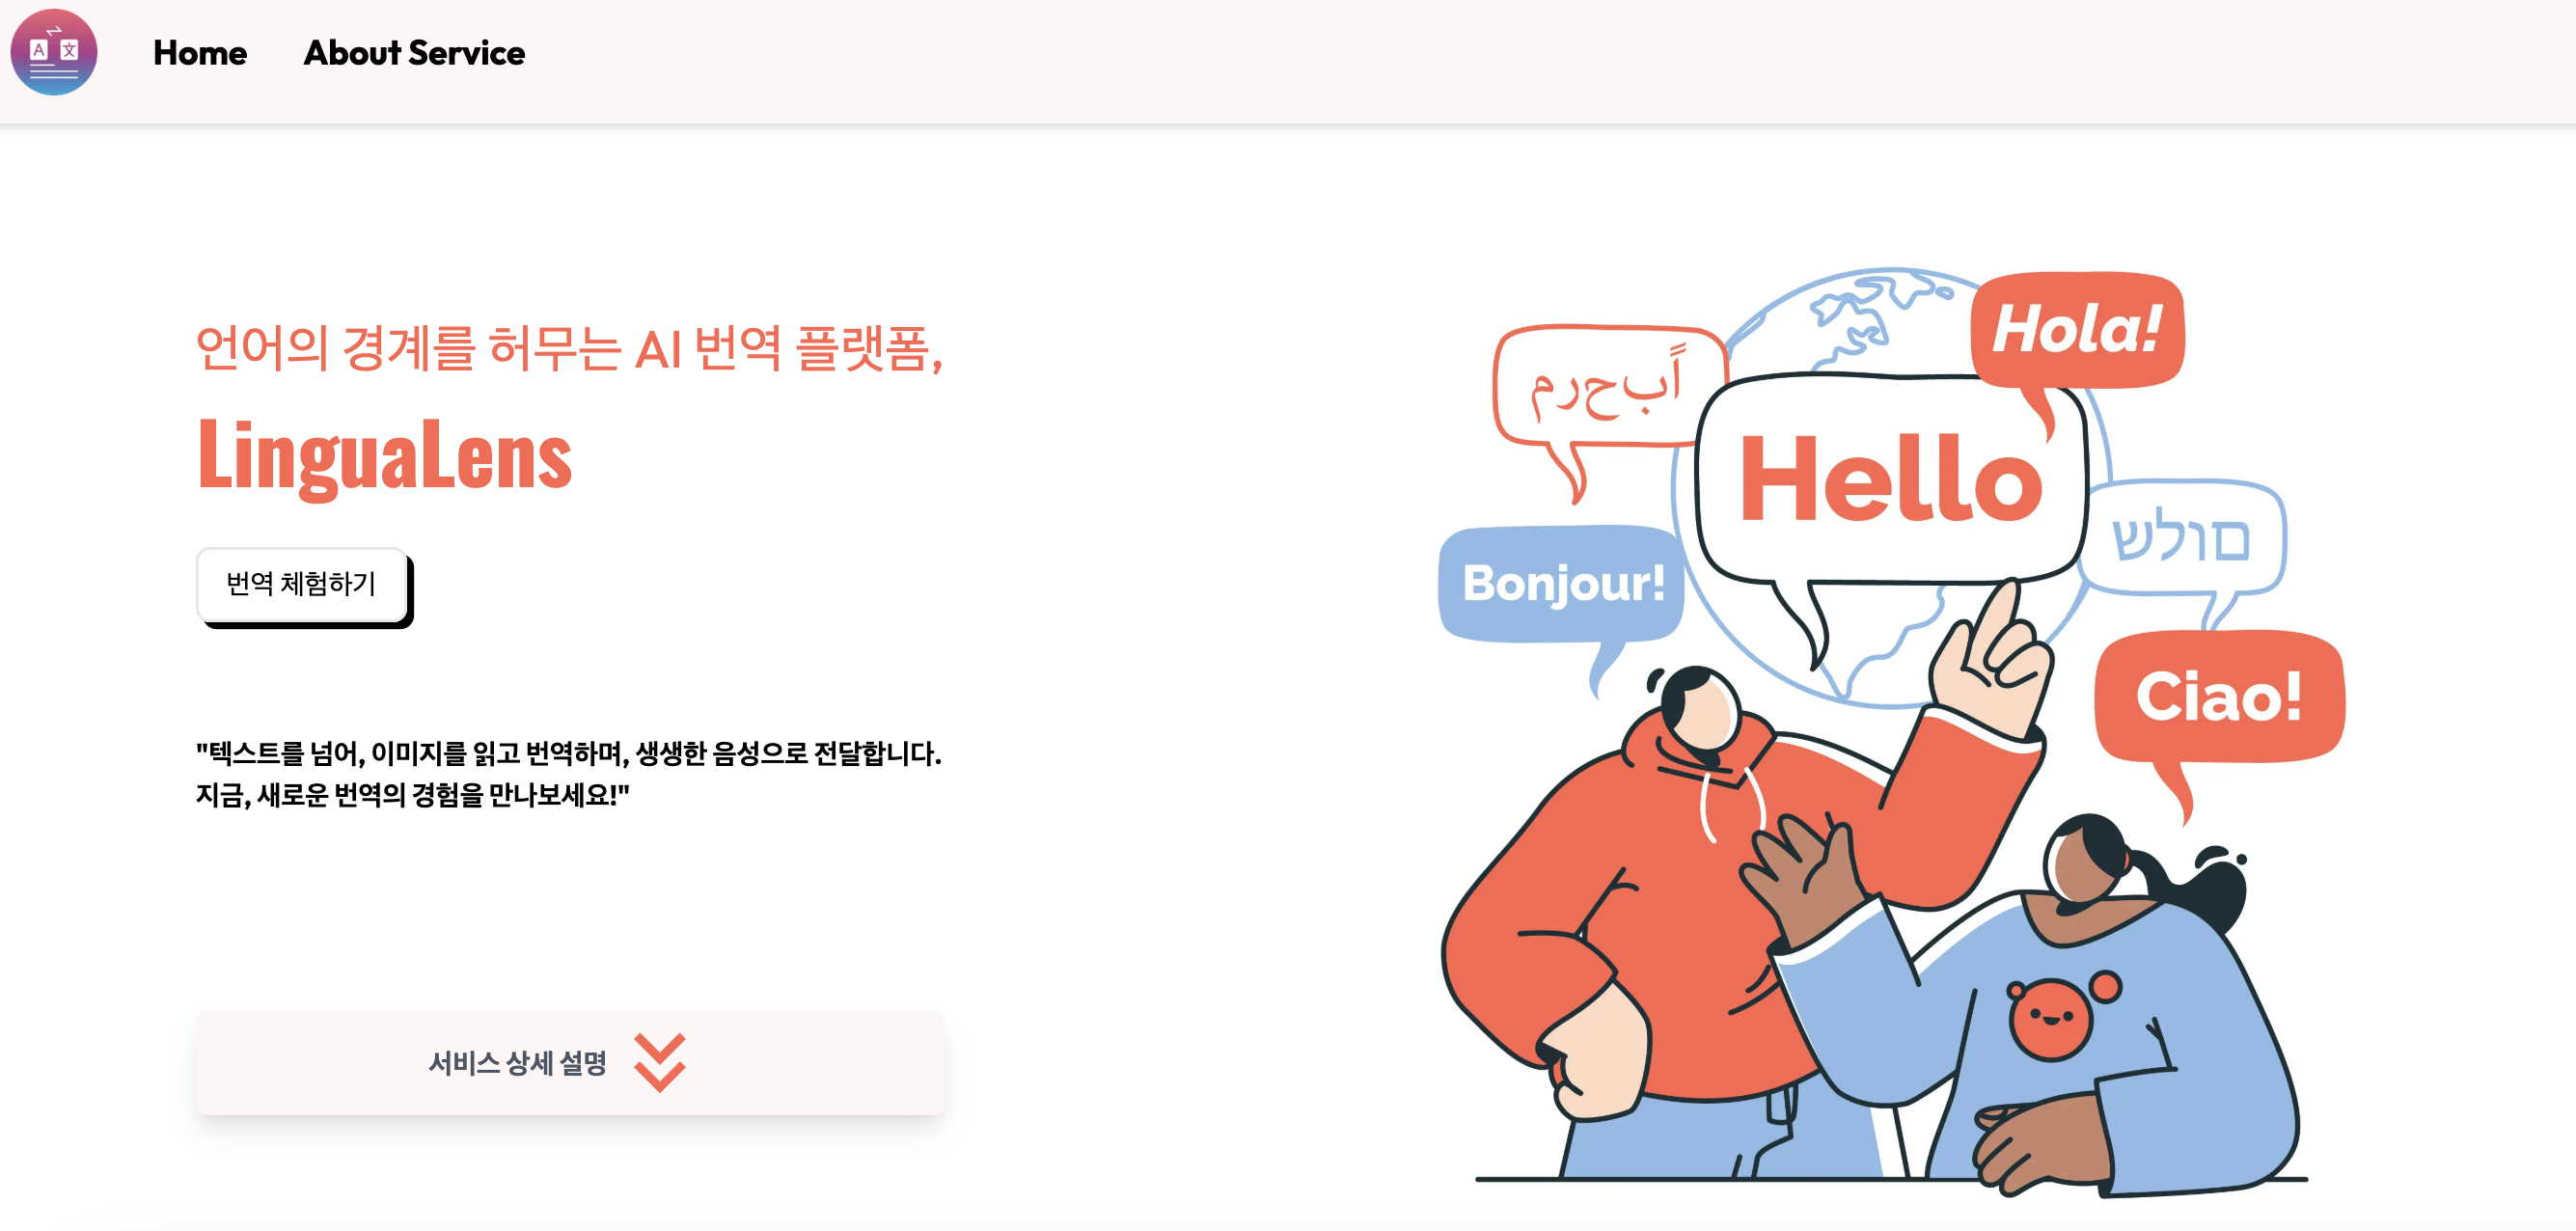 A 文
Home About Service
언어의 경계를 허무는 AI 번역 플랫폼,
LinguaLens
번역 체험하기
"텍스트를 넘어, 이미지를 읽고 번역하며, 생생한 음성으로 전달합니다.
지금, 새로운 번역의 경험을 만나보세요!"
서비스 상세 설명
Hola!
مرحباً
Hello
שלום
Bonjour!
Ciao!